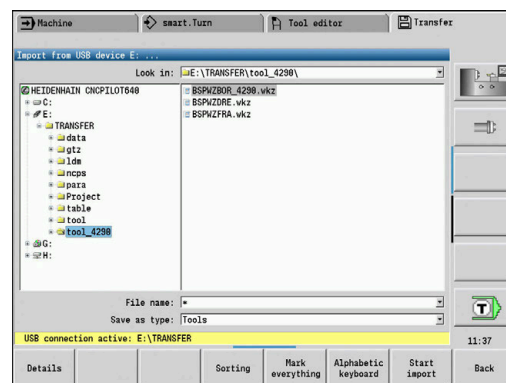 Machine
smart.Turn
Tool editor
Transfer
Import from USB device E: ...
Look in: E:\TRANSFER\tool_4290\
HEIDENHAIN CNCPILOT640
C:
E:
TRANSFER
data
gtz
ldm
ncps
para
Project
table
tool
tool_4290
G:
H:
BSPWZBOR_4290.wkz
BSPWZDRE.wkz
BSPWZFRA.wkz
File name: *
Save as type: Tools
USB connection active: E:\TRANSFER
T
11:37
Details
Sorting
Mark everything
Alphabetic keyboard
Start import
Back